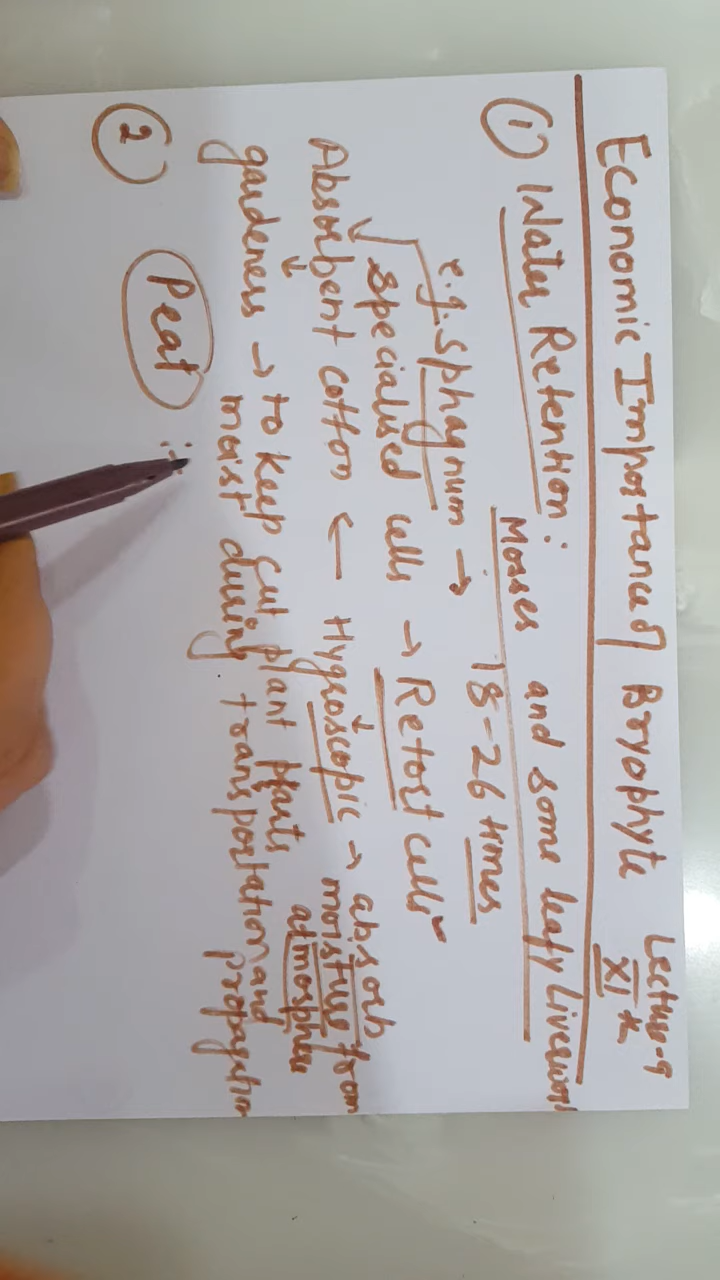 Economic Importance of Bryophyte Lecture-9
XI th
① Water Retention: Mosses and some leafy Liverwort
e.g. Sphagnum → 18-26 times
Specialised cells → Retort cells
Absorbent cotton ← Hygroscopic → absorb
moisture from
atmosphere
gardeners → to keep cut plant parts
moist during transportation and
propagation
② Peat :-